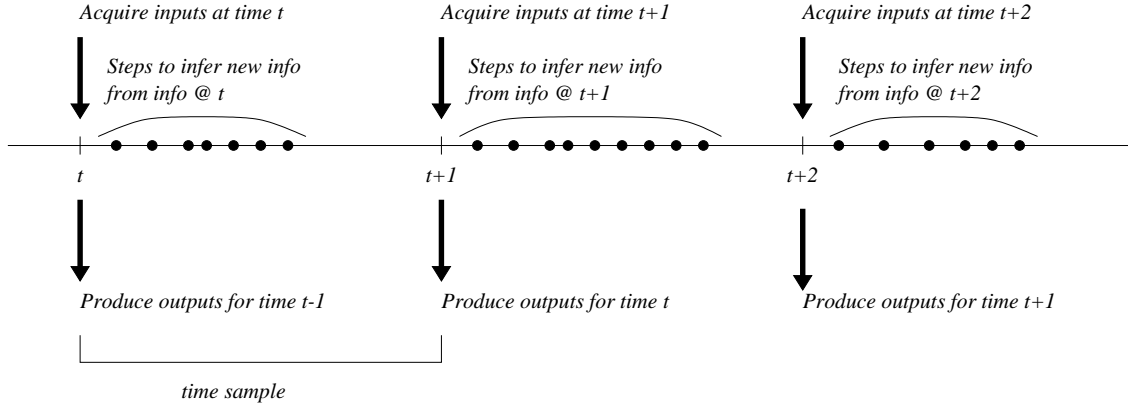 Acquire inputs at time t
Acquire inputs at time t+1
Acquire inputs at time t+2
Steps to infer new info
from info @ t
Steps to infer new info
from info @ t+1
Steps to infer new info
from info @ t+2
t
t+1
t+2
Produce outputs for time t-1
Produce outputs for time t
Produce outputs for time t+1
time sample